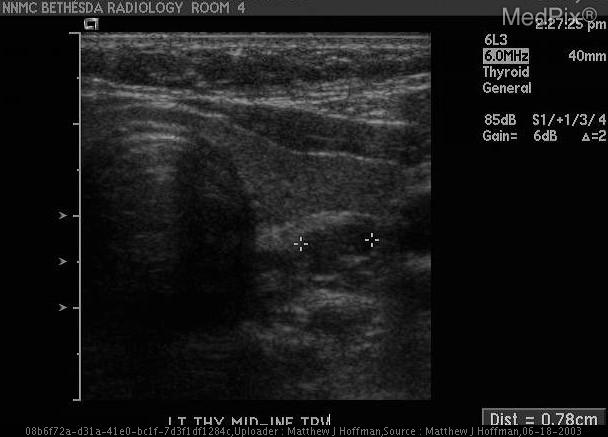 NNMC BETHESDA RADIOLOGY ROOM 4
MedPix®
2:27:25 pm
6L3
6.0MHz 40mm
Thyroid
General
85dB S1/+1/3/4
Gain= 6dB Δ=2
LT THY MID-INF TRV
Dist = 0.78cm
08b6f72a-d31a-41e0-bc1f-7d3f1df1284c,Uploader : Matthew J Hoffman,Source : Matthew J Hoffman,06-18-2003